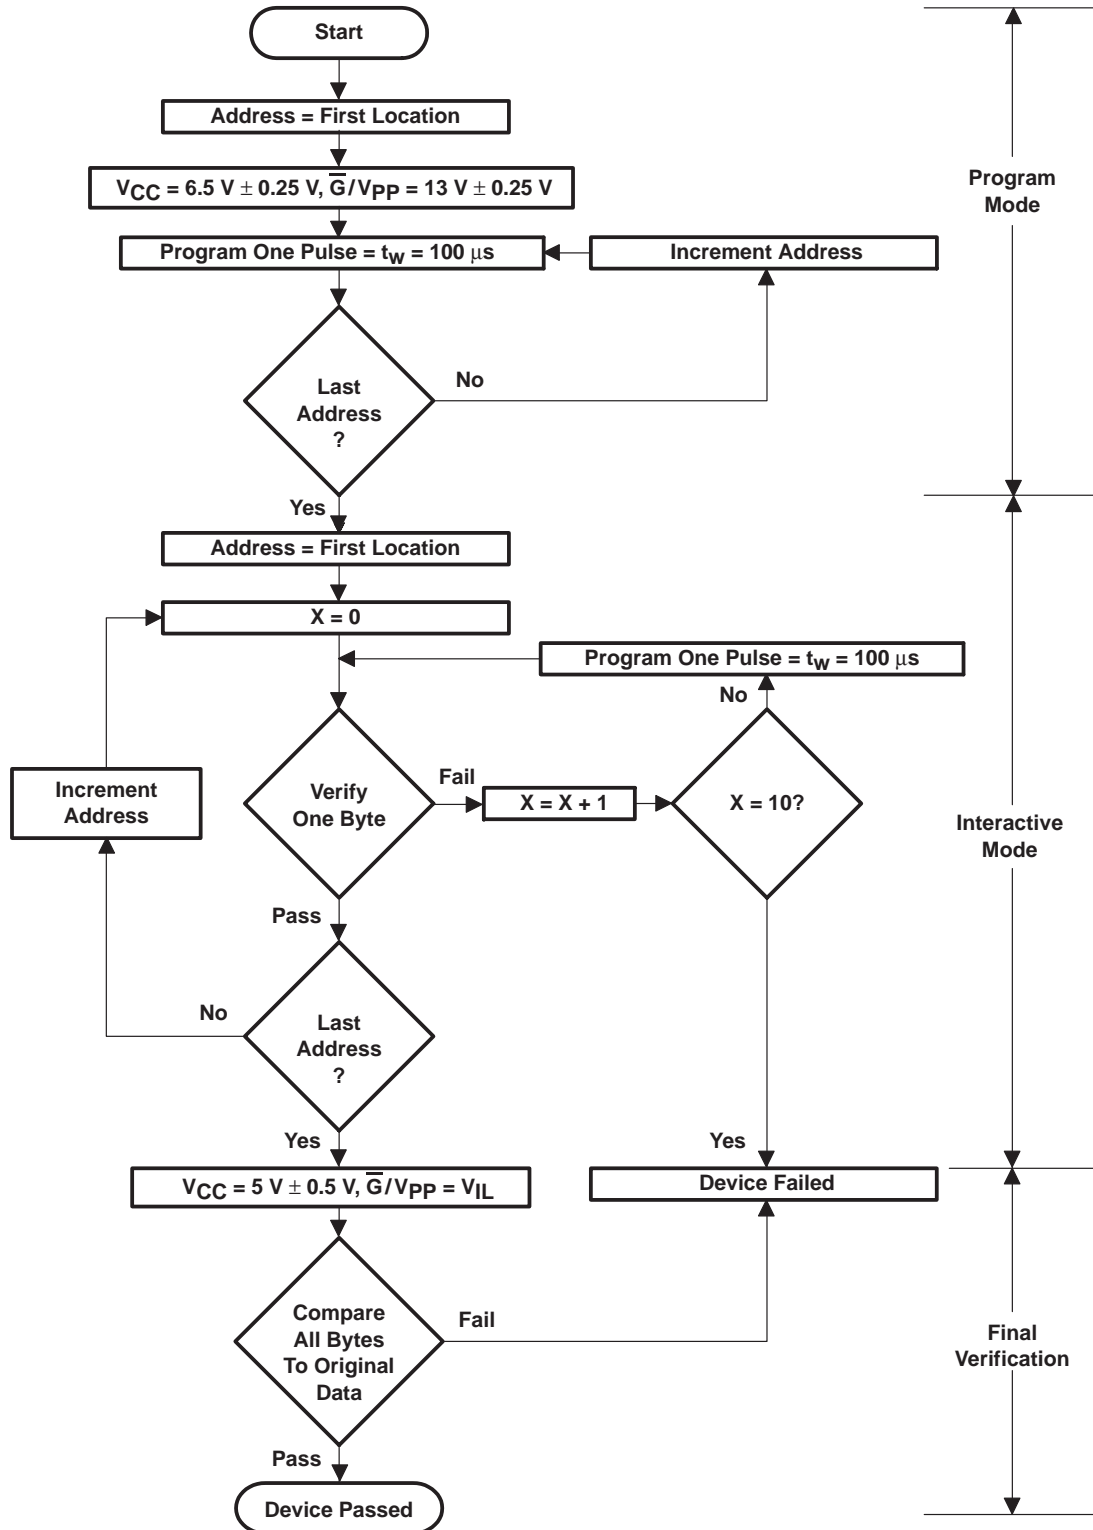 Start
Address = First Location
VCC = 6.5 V ± 0.25 V, G̅/VPP = 13 V ± 0.25 V
Program
Mode
Program One Pulse = tw = 100 μs
Increment Address
Last
Address
?
No
Yes
Address = First Location
X = 0
Program One Pulse = tw = 100 μs
No
Increment
Address
Verify
One Byte
Fail
X = X + 1
X = 10?
Interactive
Mode
Pass
No
Last
Address
?
Yes
Yes
VCC = 5 V ± 0.5 V, G̅/VPP = VIL
Device Failed
Compare
All Bytes
To Original
Data
Fail
Final
Verification
Pass
Device Passed